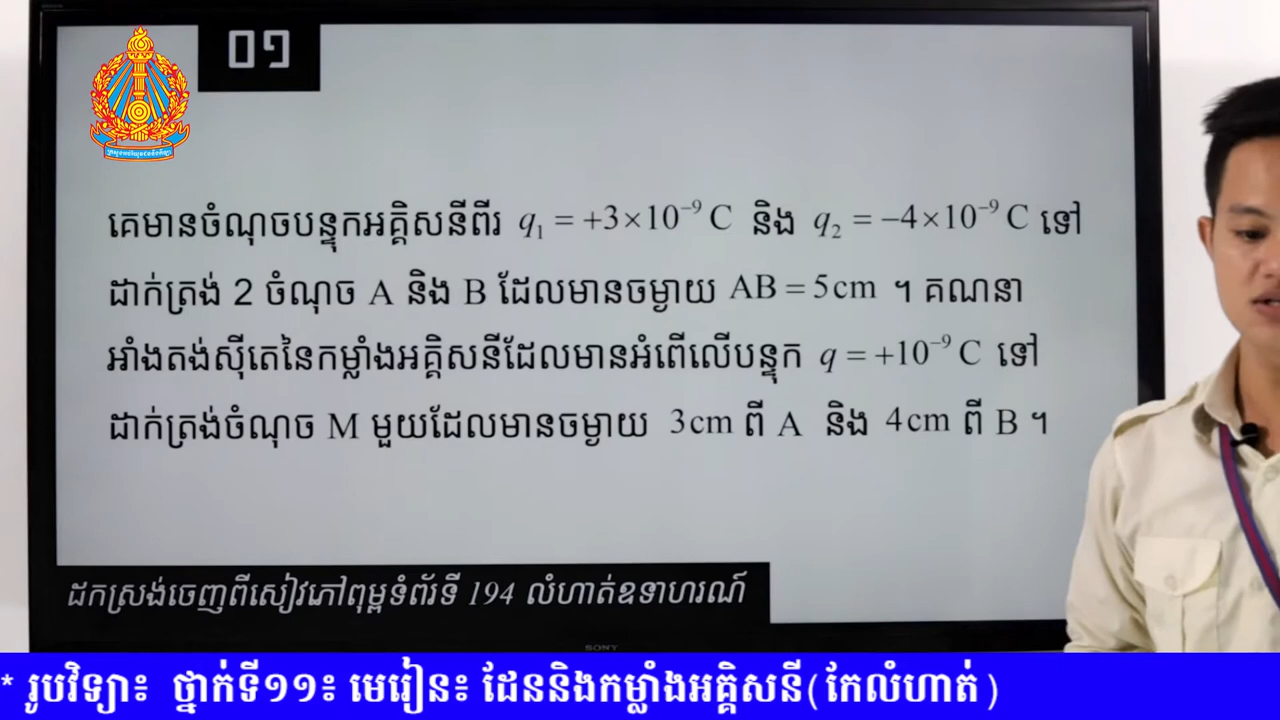 ០១
គេមានចំណុចបន្ទុកអគ្គិសនីពីរ q₁ = +3×10⁻⁹ C និង q₂ = −4×10⁻⁹ C ទៅ
ដាក់ត្រង់ 2 ចំណុច A និង B ដែលមានចម្ងាយ AB = 5cm ។ គណនា
អាំងតង់ស៊ីតេនៃកម្លាំងអគ្គិសនីដែលមានអំពើលើបន្ទុក q = +10⁻⁹ C ទៅ
ដាក់ត្រង់ចំណុច M មួយដែលមានចម្ងាយ 3cm ពី A និង 4cm ពី B ។
ដកស្រង់ចេញពីសៀវភៅពុម្ពទំព័រទី 194 លំហាត់ឧទាហរណ៍
SONY
* រូបវិទ្យា៖ ថ្នាក់ទី១១៖ មេរៀន៖ ដែននិងកម្លាំងអគ្គិសនី(កែលំហាត់)